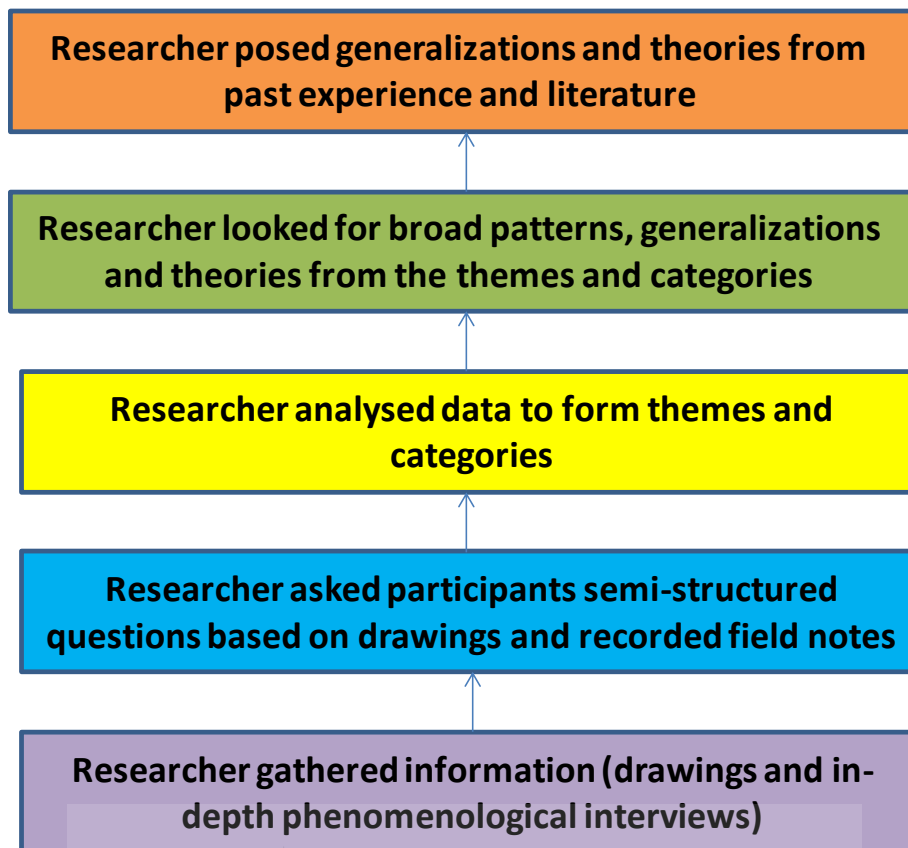 Researcher posed generalizations and theories from
past experience and literature
Researcher looked for broad patterns, generalizations
and theories from the themes and categories
Researcher analysed data to form themes and
categories
Researcher asked participants semi-structured
questions based on drawings and recorded field notes
Researcher gathered information (drawings and in-
depth phenomenological interviews)